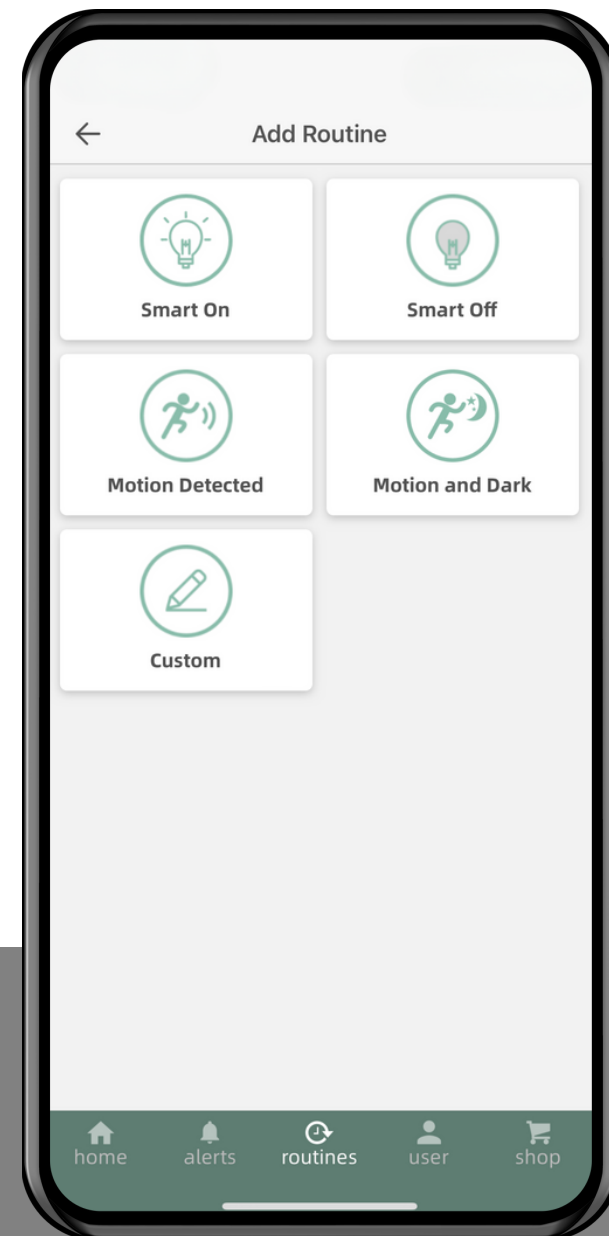 Add Routine
Smart On
Smart Off
Motion Detected
Motion and Dark
Custom
home
alerts
routines
user
shop